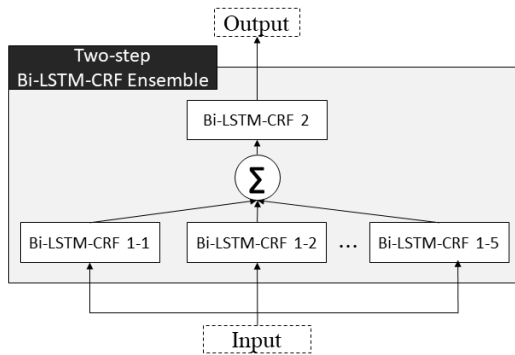 Output
Two-step
Bi-LSTM-CRF Ensemble
Bi-LSTM-CRF 2
Σ
Bi-LSTM-CRF 1-1
Bi-LSTM-CRF 1-2
...
Bi-LSTM-CRF 1-5
Input